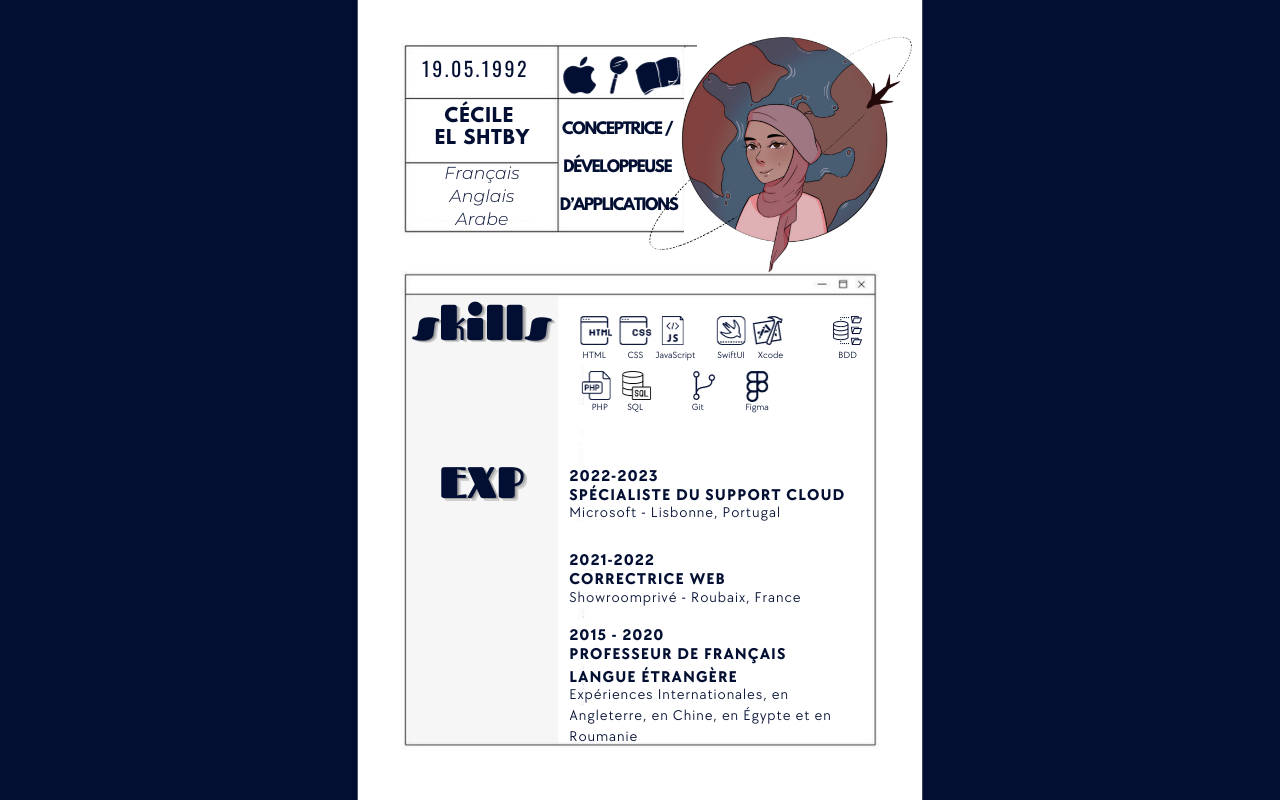 19.05.1992
CÉCILE
EL SHTBY
Français
Anglais
Arabe
CONCEPTRICE /
DÉVELOPPEUSE
D'APPLICATIONS
skills
HTML
CSS
JS
HTML
CSS
JavaScript
SwiftUI
Xcode
BDD
PHP
SQL
PHP
SQL
Git
Figma
EXP
2022-2023
SPÉCIALISTE DU SUPPORT CLOUD
Microsoft - Lisbonne, Portugal
2021-2022
CORRECTRICE WEB
Showroomprivé - Roubaix, France
2015 - 2020
PROFESSEUR DE FRANÇAIS
LANGUE ÉTRANGÈRE
Expériences Internationales, en
Angleterre, en Chine, en Égypte et en
Roumanie